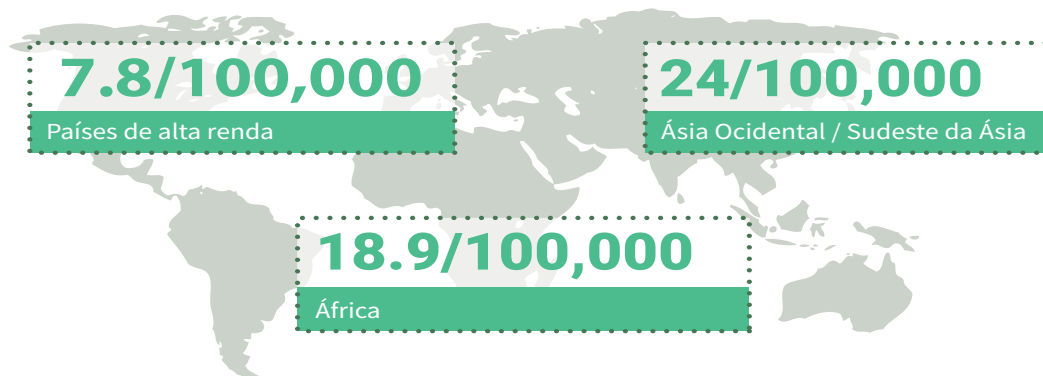 7.8/100,000
Países de alta renda
24/100,000
Ásia Ocidental / Sudeste da Ásia
18.9/100,000
África